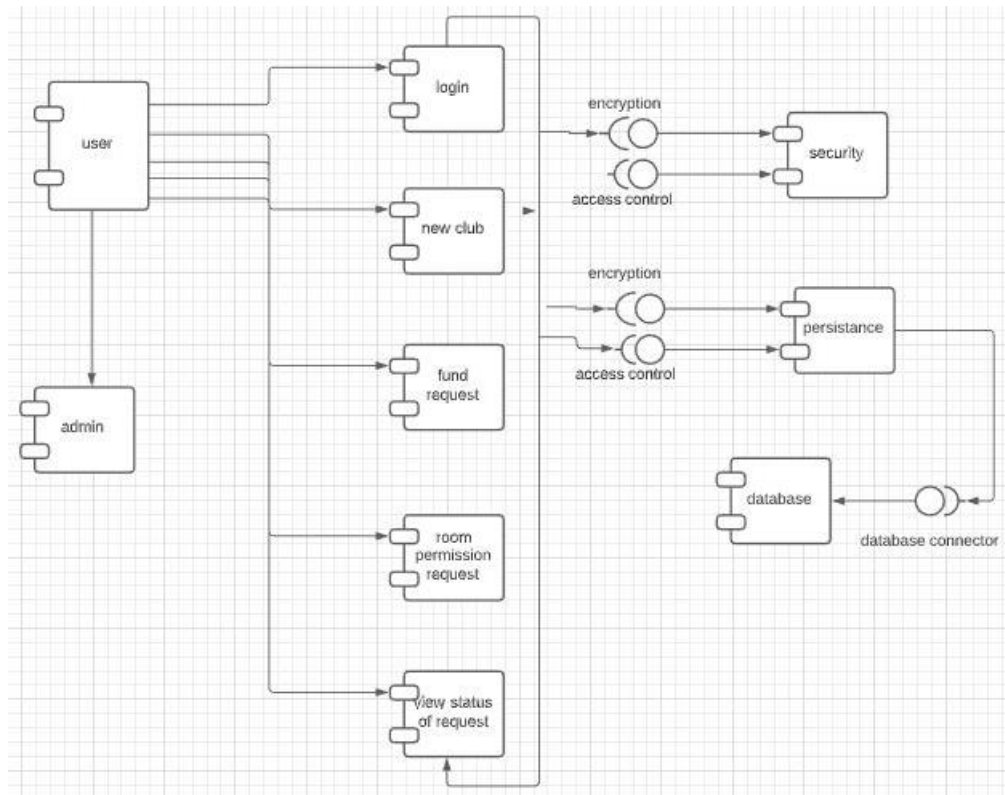 login
encryption
user
security
access control
new club
encryption
persistance
access control
fund
request
admin
database
database connector
room
permission
request
view status
of request